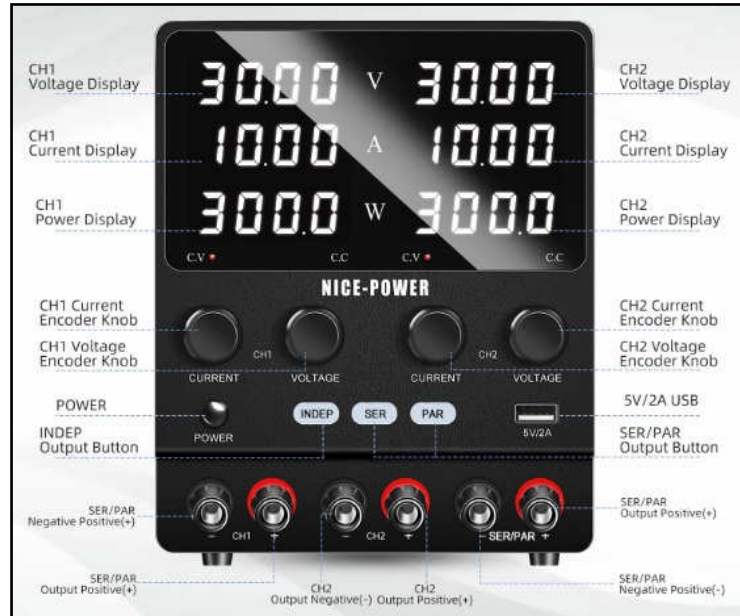 CH1
Voltage Display
30.00 V 30.00
CH2
Voltage Display
CH1
Current Display
10.00 A 10.00
CH2
Current Display
CH1
Power Display
300.0 W 300.0
CH2
Power Display
C.V C.C C.V C.C
NICE-POWER
CH1 Current
Encoder Knob
CH2 Current
Encoder Knob
CH1 Voltage
Encoder Knob
CH1 CH2
CH2 Voltage
Encoder Knob
CURRENT VOLTAGE CURRENT VOLTAGE
POWER
5V/2A USB
INDEP SER PAR
POWER
5V/2A
INDEP
Output Button
SER/PAR
Output Button
SER/PAR
Negative Positive(+)
SER/PAR
Output Positive(+)
− CH1 + − CH2 + − SER/PAR +
SER/PAR
Output Positive(+)
CH2
Output Negative(-)
CH2
Output Positive(+)
SER/PAR
Negative Positive(-)